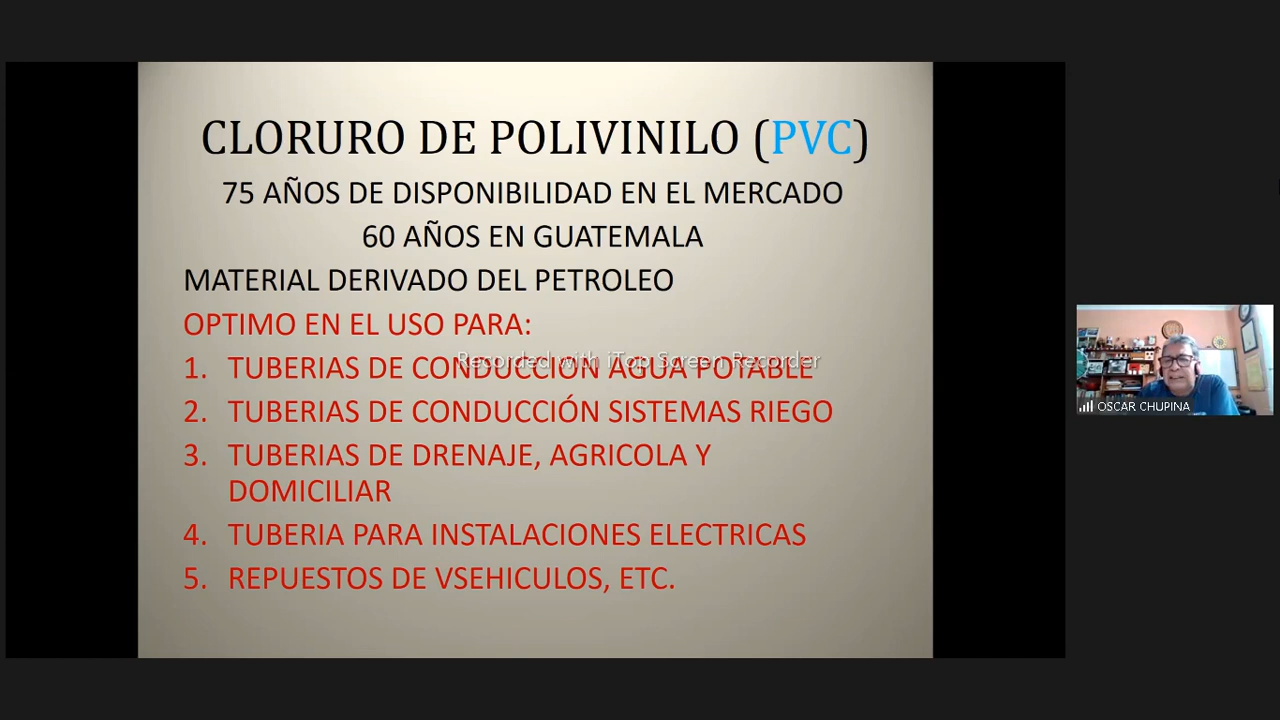 CLORURO DE POLIVINILO (PVC)
75 AÑOS DE DISPONIBILIDAD EN EL MERCADO
60 AÑOS EN GUATEMALA
MATERIAL DERIVADO DEL PETROLEO
OPTIMO EN EL USO PARA:
1. TUBERIAS DE CONDUCCION AGUA POTABLE
Recorded with iTop Screen Recorder
2. TUBERIAS DE CONDUCCIÓN SISTEMAS RIEGO
3. TUBERIAS DE DRENAJE, AGRICOLA Y
DOMICILIAR
4. TUBERIA PARA INSTALACIONES ELECTRICAS
5. REPUESTOS DE VSEHICULOS, ETC.
OSCAR CHUPINA